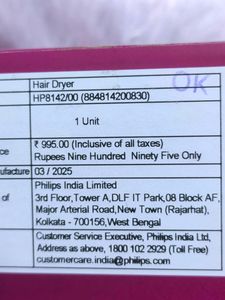 Hair Dryer
OK
HP8142/00 (884814200830)
1 Unit
₹ 995.00 (Inclusive of all taxes)
Rupees Nine Hundred Ninety Five Only
ufacture 03 / 2025
Philips India Limited
of 3rd Floor,Tower A,DLF IT Park,08 Block AF,
Major Arterial Road,New Town (Rajarhat),
Kolkata - 700156,West Bengal
Customer Service Executive, Philips India Ltd,
Address as above, 1800 102 2929 (Toll Free)
customercare.india@philips.com